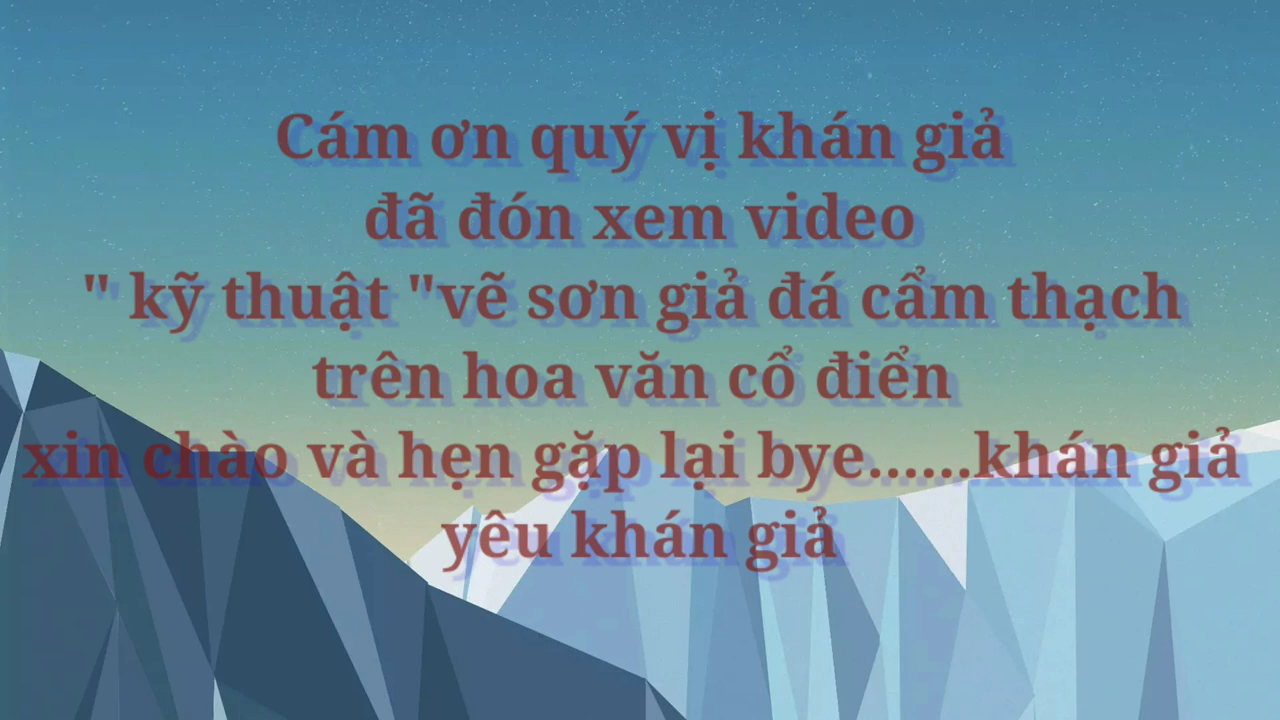 Cám ơn quý vị khán giả
đã đón xem video
" kỹ thuật "vẽ sơn giả đá cẩm thạch
trên hoa văn cổ điển
xin chào và hẹn gặp lại bye......khán giả
yêu khán giả